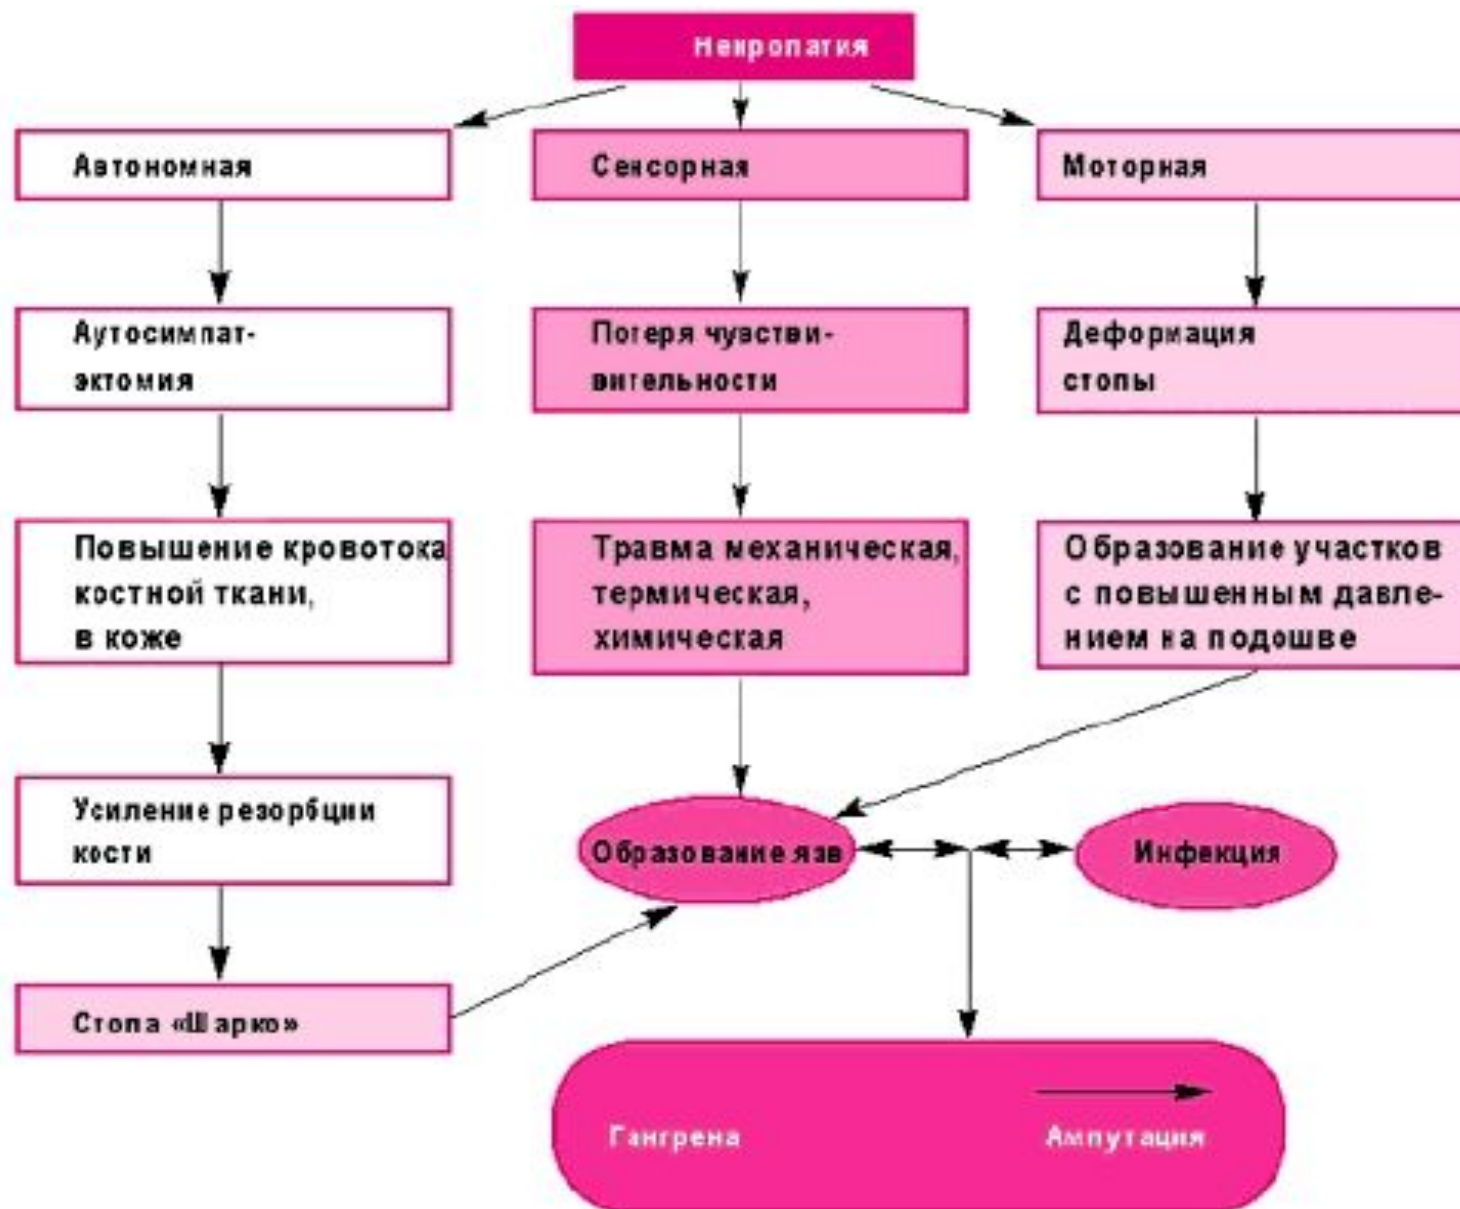 Невропатия
Автономная
Сенсорная
Моторная
Аутосимпат-
эктомия
Потеря чувстви-
вительности
Деформация
стопы
Повышение кровотока
костной ткани,
в коже
Травма механическая,
термическая,
химическая
Образование участков
с повышенным давле-
нием на подошве
Усиление резорбции
кости
Образование язв
Инфекция
Стопа «Шарко»
Гангрена
Ампутация